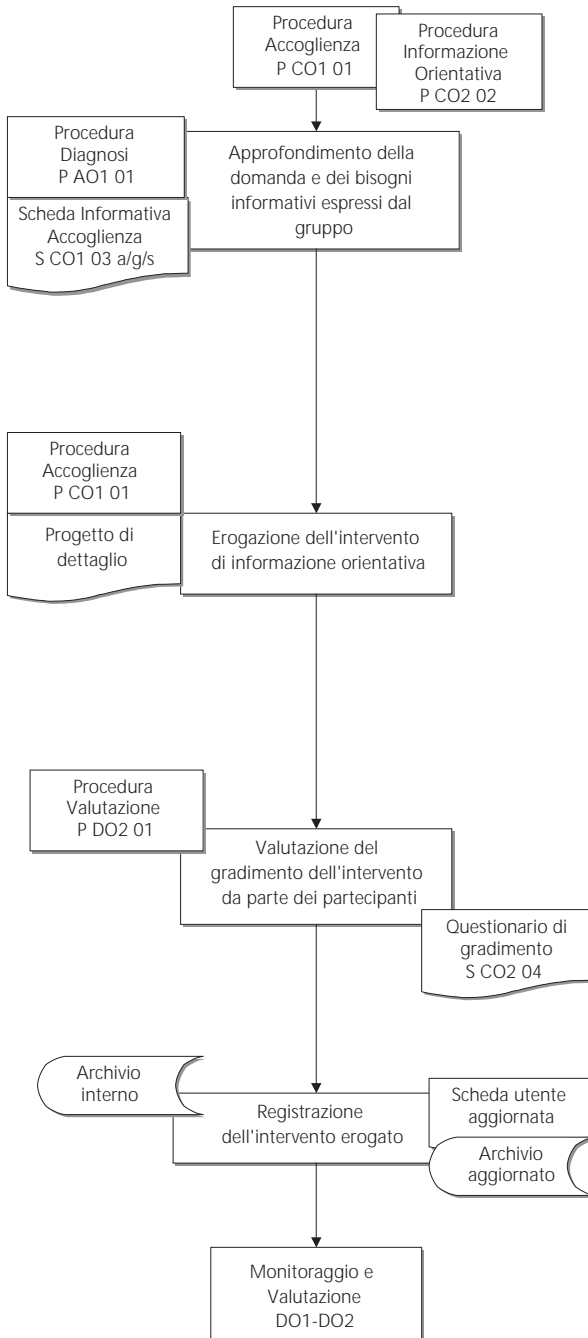 Procedura
Accoglienza
P CO1 01
Procedura
Informazione
Orientativa
P CO2 02
Procedura
Diagnosi
P AO1 01
Approfondimento della
domanda e dei bisogni
informativi espressi dal
gruppo
Scheda Informativa
Accoglienza
S CO1 03 a/g/s
Procedura
Accoglienza
P CO1 01
Progetto di
dettaglio
Erogazione dell'intervento
di informazione orientativa
Procedura
Valutazione
P DO2 01
Valutazione del
gradimento dell'intervento
da parte dei partecipanti
Questionario di
gradimento
S CO2 04
Archivio
interno
Registrazione
dell'intervento erogato
Scheda utente
aggiornata
Archivio
aggiornato
Monitoraggio e
Valutazione
DO1-DO2